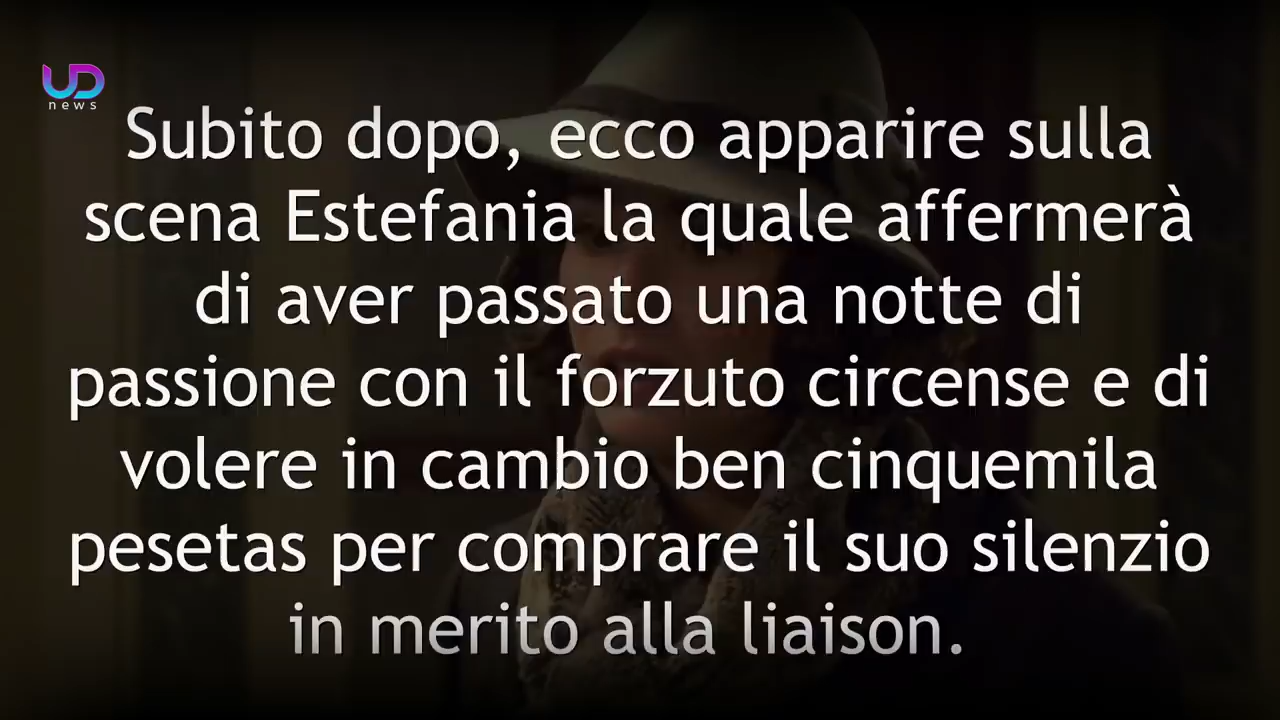 UD
news
Subito dopo, ecco apparire sulla
scena Estefania la quale affermerà
di aver passato una notte di
passione con il forzuto circense e di
volere in cambio ben cinquemila
pesetas per comprare il suo silenzio
in merito alla liaison.